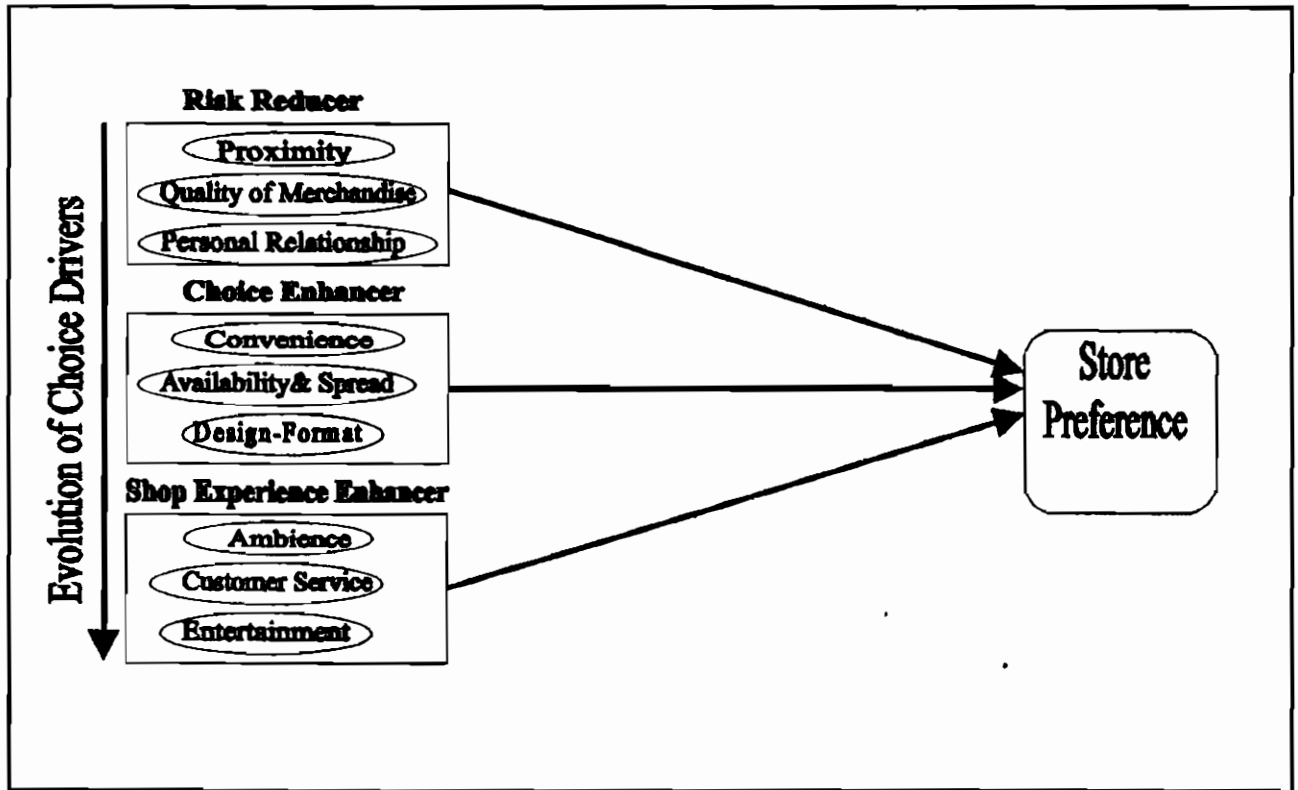 Risk Reducer
Proximity
Quality of Merchandise
Personal Relationship
Choice Enhancer
Convenience
Availability& Spread
Design-Format
Shop Experience Enhancer
Ambience
Customer Service
Entertainment
Evolution of Choice Drivers
Store
Preference